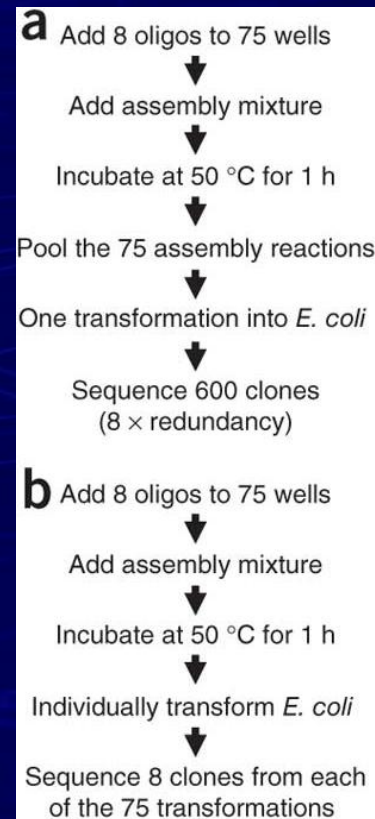 a Add 8 oligos to 75 wells
Add assembly mixture
Incubate at 50 °C for 1 h
Pool the 75 assembly reactions
One transformation into E. coli
Sequence 600 clones
(8 × redundancy)
b Add 8 oligos to 75 wells
Add assembly mixture
Incubate at 50 °C for 1 h
Individually transform E. coli
Sequence 8 clones from each
of the 75 transformations